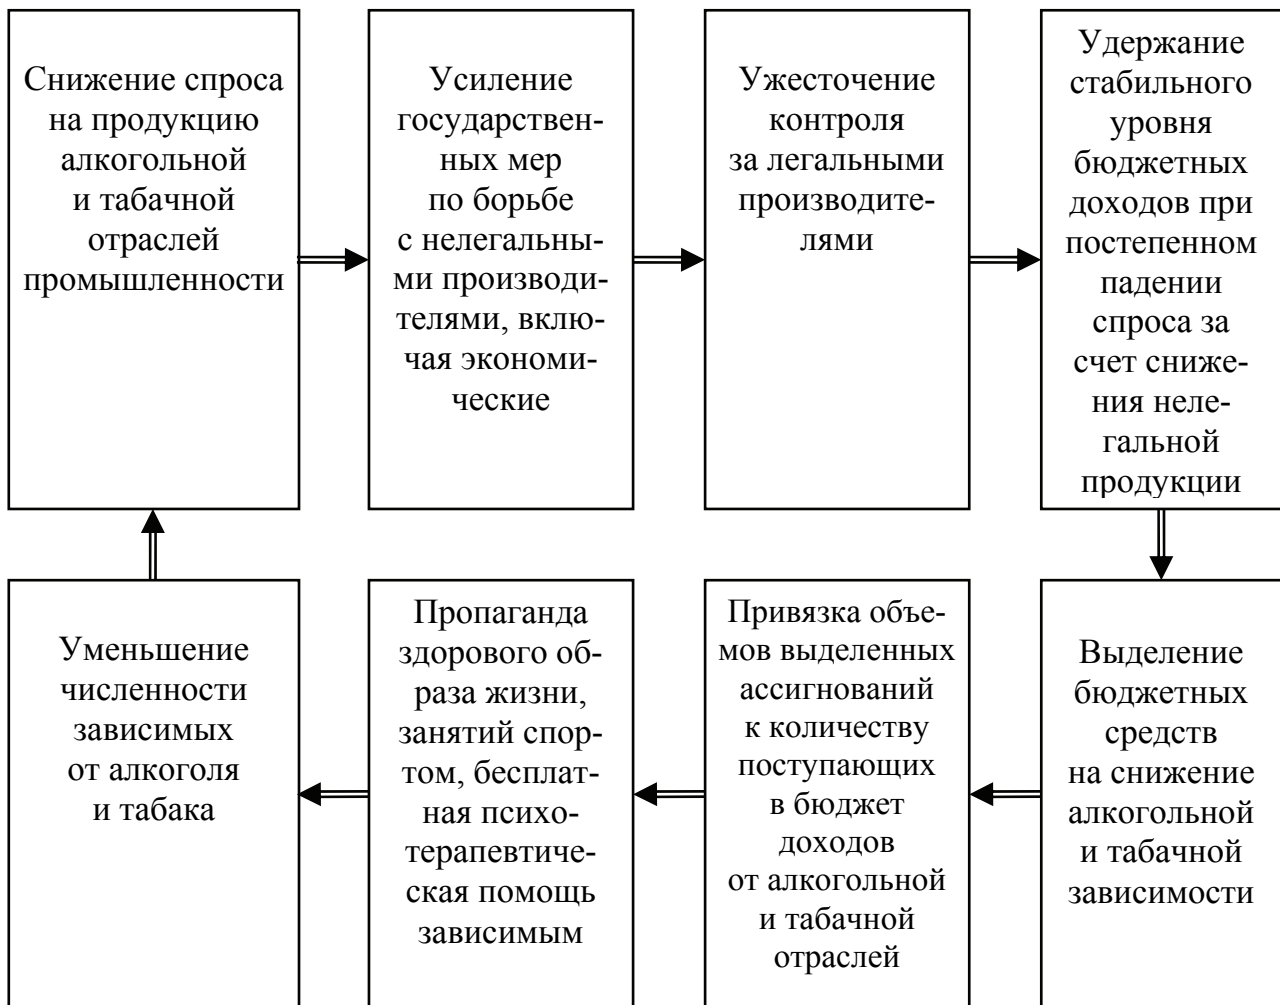 Снижение спроса
на продукцию
алкогольной
и табачной
отраслей
промышленности
Усиление
государствен-
ных мер
по борьбе
с нелегальны-
ми производи-
телями, вклю-
чая экономи-
ческие
Ужесточение
контроля
за легальными
производите-
лями
Удержание
стабильного
уровня
бюджетных
доходов при
постепенном
падении
спроса за
счет сниже-
ния неле-
гальной
продукции
Уменьшение
численности
зависимых
от алкоголя
и табака
Пропаганда
здорового об-
раза жизни,
занятий спор-
том, бесплат-
ная психо-
терапевтиче-
ская помощь
зависимым
Привязка объе-
мов выделенных
ассигнований
к количеству
поступающих
в бюджет
доходов
от алкогольной
и табачной
отраслей
Выделение
бюджетных
средств
на снижение
алкогольной
и табачной
зависимости